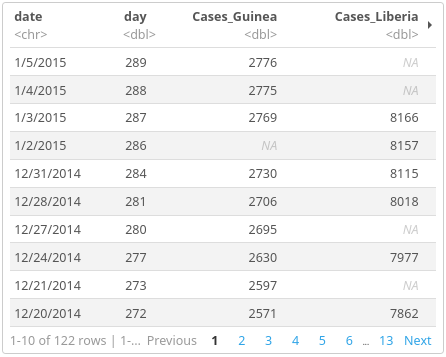 date day Cases_Guinea Cases_Liberia
<chr> <dbl> <dbl> <dbl>
1/5/2015 289 2776 NA
1/4/2015 288 2775 NA
1/3/2015 287 2769 8166
1/2/2015 286 NA 8157
12/31/2014 284 2730 8115
12/28/2014 281 2706 8018
12/27/2014 280 2695 NA
12/24/2014 277 2630 7977
12/21/2014 273 2597 NA
12/20/2014 272 2571 7862
1-10 of 122 rows | 1-... Previous 1 2 3 4 5 6 ... 13 Next